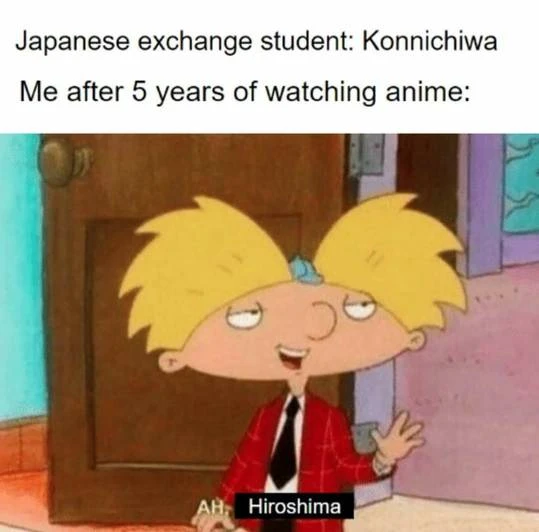 Japanese exchange student: Konnichiwa
Me after 5 years of watching anime:
AH, Hiroshima